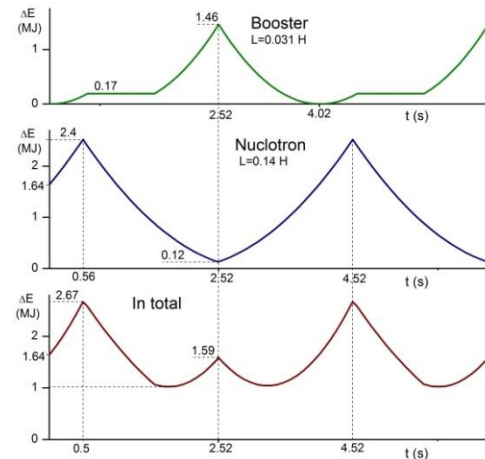 ΔE
(MJ)
1.46
Booster
L=0.031 H
1
0.17
0
2.52
4.02
t (s)
ΔE
(MJ)
2.4
Nuclotron
L=0.14 H
2
1.64
1
0.12
0
0.56
2.52
4.52
t (s)
ΔE
(MJ)
2.67
In total
2
1.64
1.59
1
0
0.5
2.52
4.52
t (s)